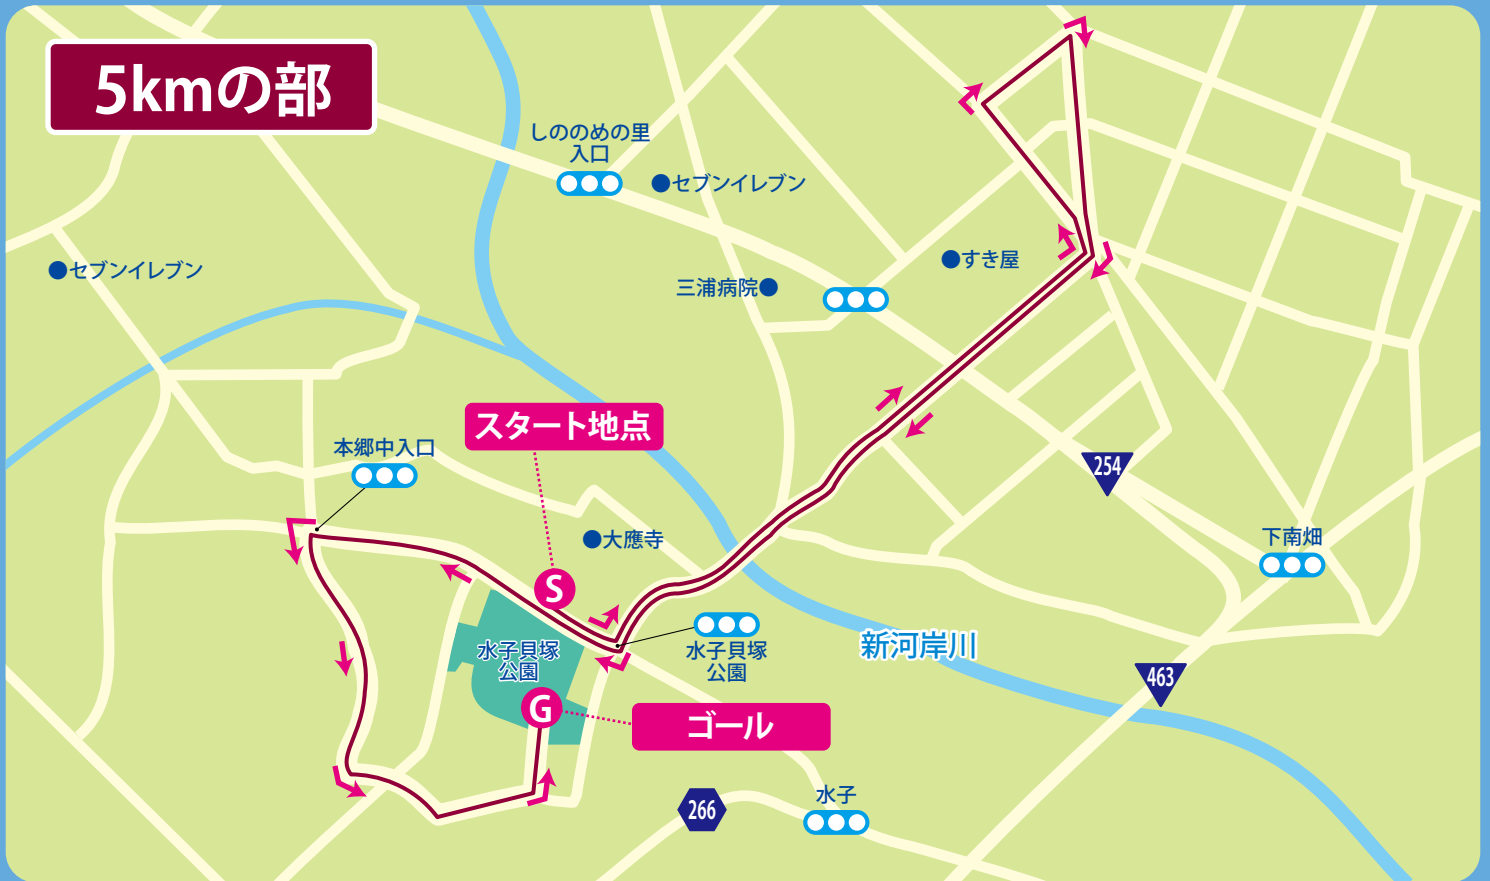 5kmの部
しののめの里
入口
セブンイレブン
すき屋
セブンイレブン
三浦病院
スタート地点
本郷中入口
254
下南畑
大應寺
S
水子貝塚
公園
水子貝塚
公園
新河岸川
463
G
ゴール
266
水子